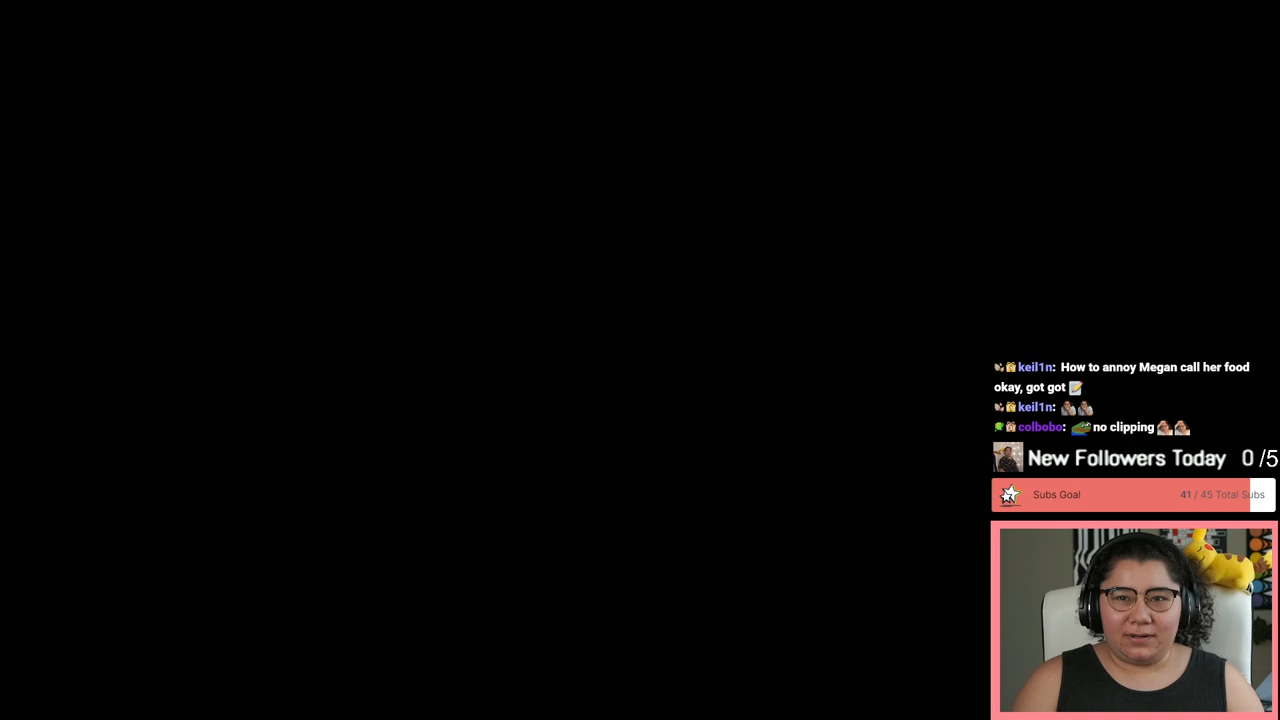 keil1n: How to annoy Megan call her food
okay, got got
keil1n:
colbobo: no clipping
New Followers Today 0 /5
Subs Goal 41 / 45 Total Subs